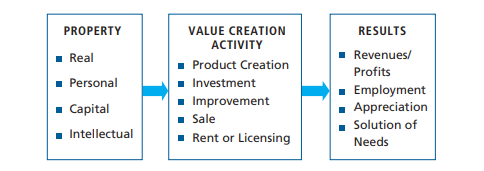 PROPERTY
Real
Personal
Capital
Intellectual
VALUE CREATION
ACTIVITY
Product Creation
Investment
Improvement
Sale
Rent or Licensing
RESULTS
Revenues/
Profits
Employment
Appreciation
Solution of
Needs